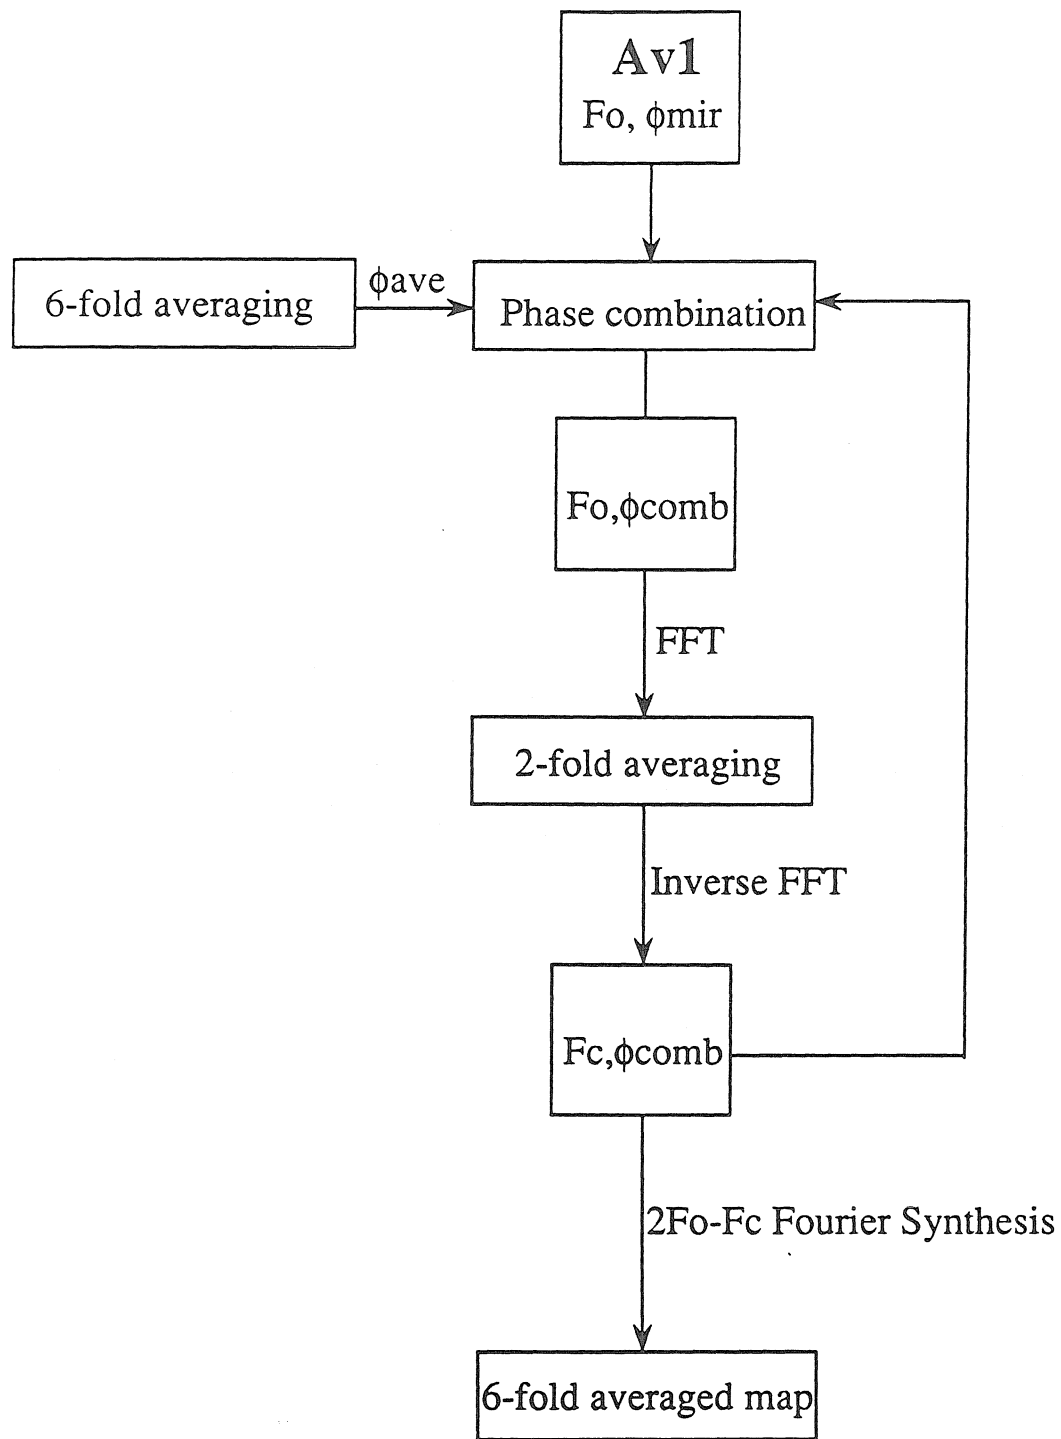 Av1
Fo, ϕmir
6-fold averaging
ϕave
Phase combination
Fo,ϕcomb
FFT
2-fold averaging
Inverse FFT
Fc,ϕcomb
2Fo-Fc Fourier Synthesis
6-fold averaged map